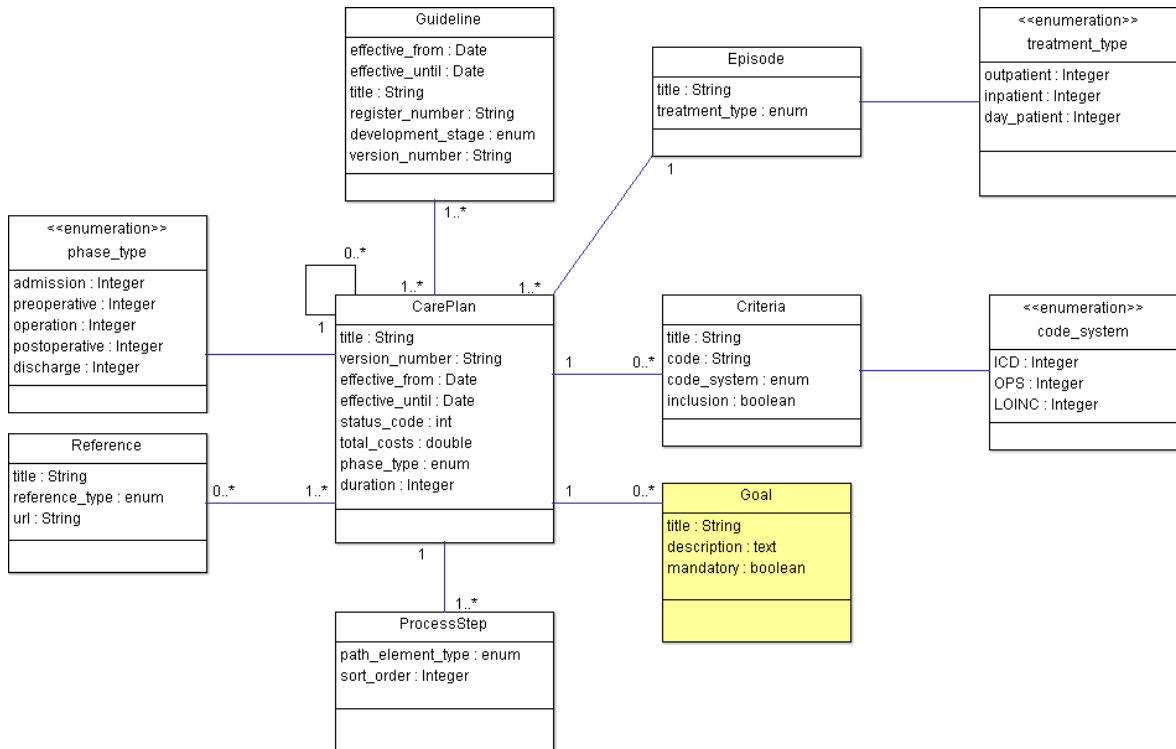 Guideline
effective_from : Date
effective_until : Date
title : String
register_number : String
development_stage : enum
version_number : String
1..*
Episode
title : String
treatment_type : enum
1
<<enumeration>>
treatment_type
outpatient : Integer
inpatient : Integer
day_patient : Integer
<<enumeration>>
phase_type
admission : Integer
preoperative : Integer
operation : Integer
postoperative : Integer
discharge : Integer
0..*
1
1..*
1..*
CarePlan
title : String
version_number : String
effective_from : Date
effective_until : Date
status_code : int
total_costs : double
phase_type : enum
duration : Integer
1
0..*
Criteria
title : String
code : String
code_system : enum
inclusion : boolean
<<enumeration>>
code_system
ICD : Integer
OPS : Integer
LOINC : Integer
Reference
title : String
reference_type : enum
url : String
0..*
1..*
1
0..*
Goal
title : String
description : text
mandatory : boolean
1
1..*
ProcessStep
path_element_type : enum
sort_order : Integer